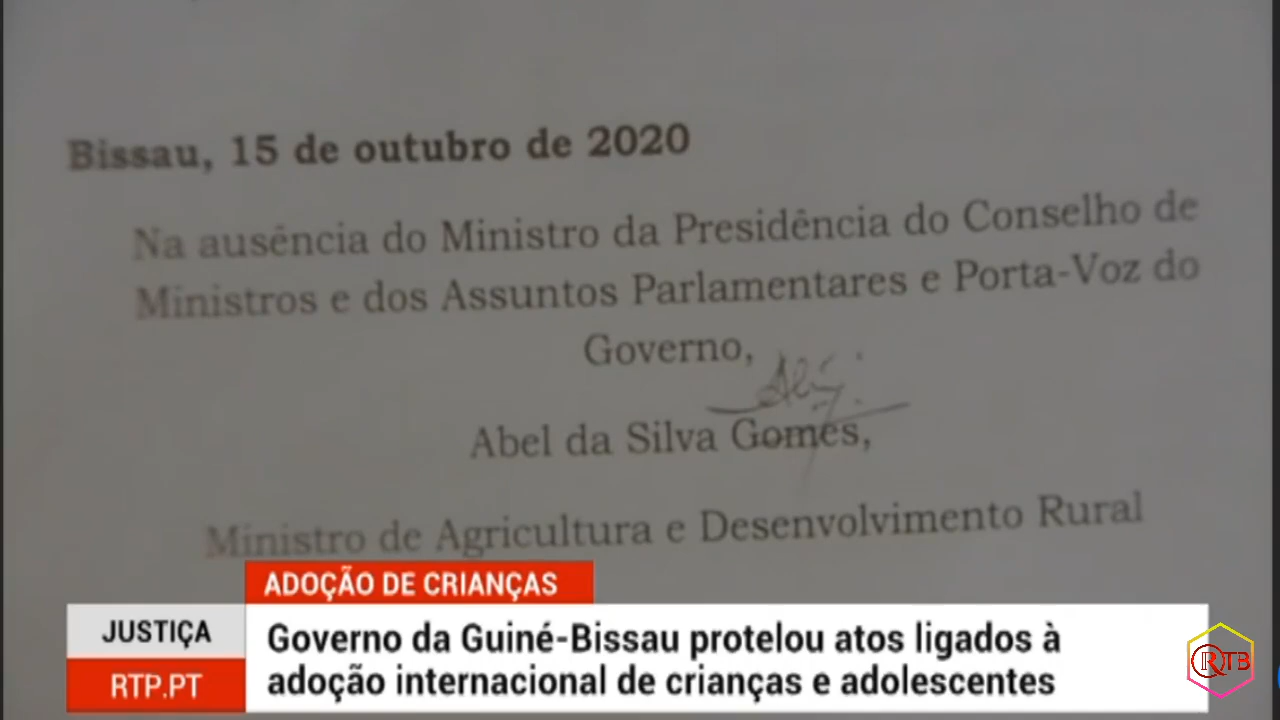 Bissau, 15 de outubro de 2020
Na ausência do Ministro da Presidência do Conselho de
Ministros e dos Assuntos Parlamentares e Porta-Voz do
Governo,
Abel da Silva Gomes,
Ministro de Agricultura e Desenvolvimento Rural
ADOÇÃO DE CRIANÇAS
JUSTIÇA
RTP.PT
Governo da Guiné-Bissau protelou atos ligados à
adoção internacional de crianças e adolescentes
RTB